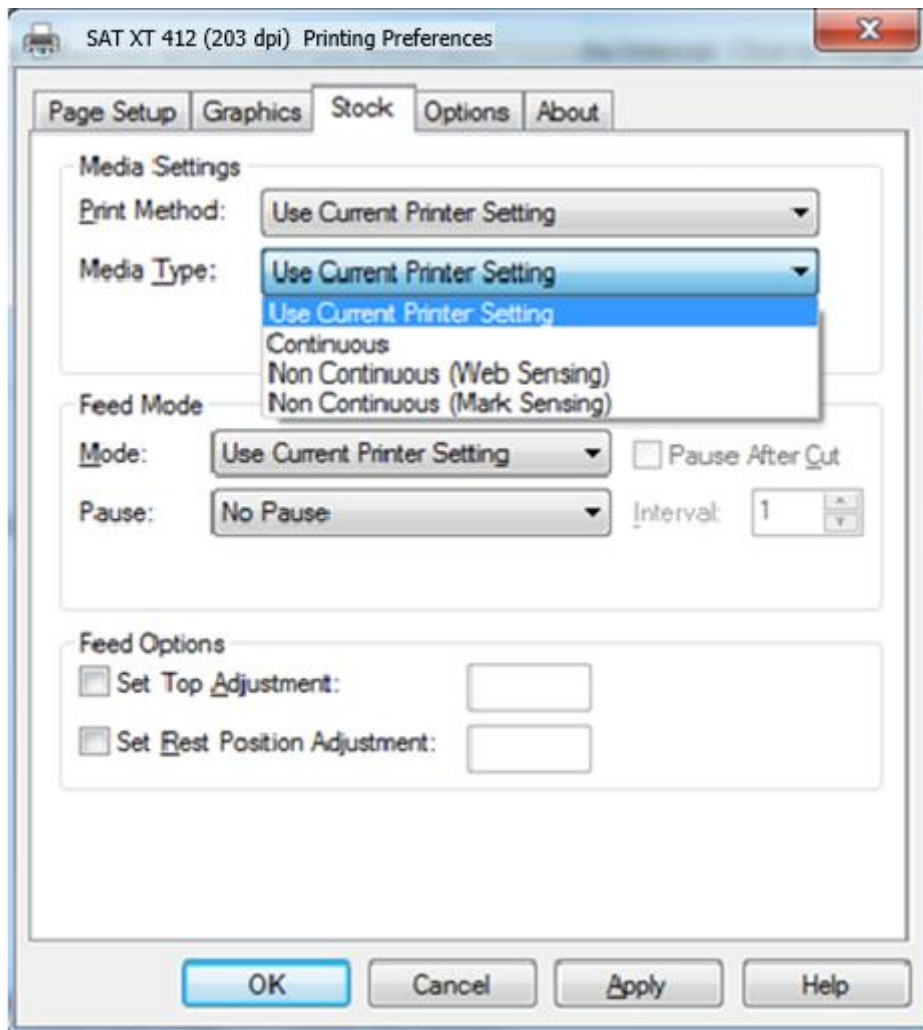 SAT XT 412 (203 dpi) Printing Preferences
Page Setup Graphics Stock Options About
Media Settings
Print Method: Use Current Printer Setting
Media Type: Use Current Printer Setting
Use Current Printer Setting
Continuous
Non Continuous (Web Sensing)
Non Continuous (Mark Sensing)
Feed Mode
Mode: Use Current Printer Setting Pause After Cut
Pause: No Pause Interval: 1
Feed Options
Set Top Adjustment:
Set Rest Position Adjustment:
OK Cancel Apply Help